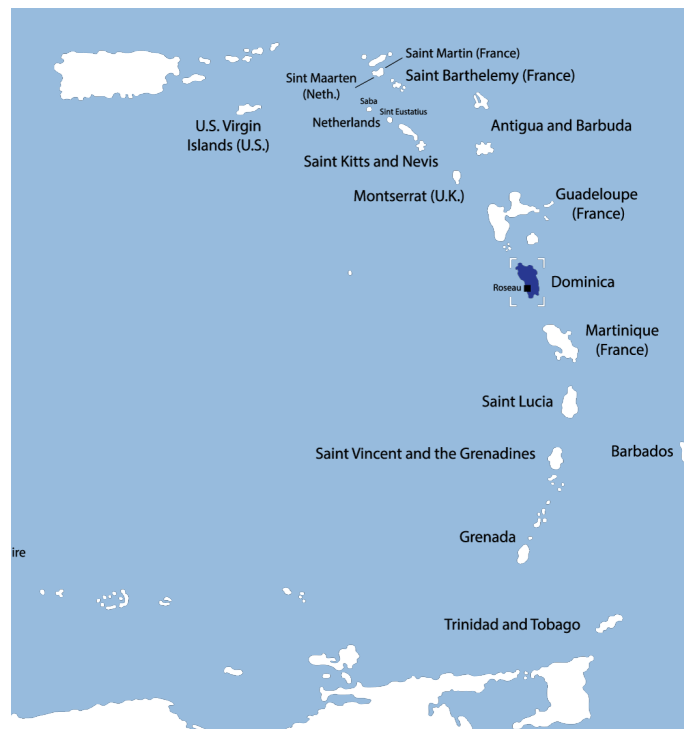 Saint Martin (France)
Sint Maarten
(Neth.)
Saint Barthelemy (France)
Saba
Sint Eustatius
Netherlands
U.S. Virgin
Islands (U.S.)
Antigua and Barbuda
Saint Kitts and Nevis
Montserrat (U.K.)
Guadeloupe
(France)
Dominica
Roseau
Martinique
(France)
Saint Lucia
Saint Vincent and the Grenadines
Barbados
Grenada
ire
Trinidad and Tobago